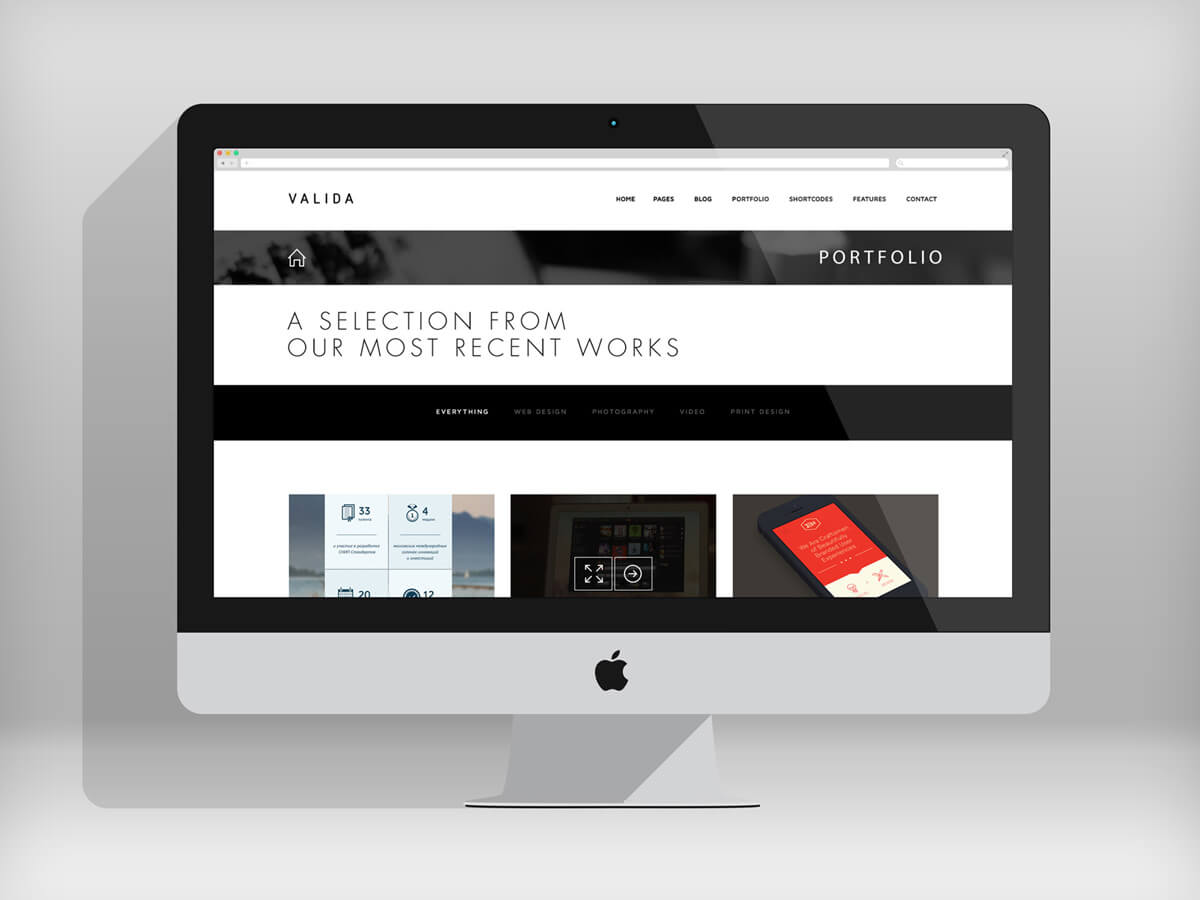 VALIDA
HOME PAGES BLOG PORTFOLIO SHORTCODES FEATURES CONTACT
PORTFOLIO
A SELECTION FROM
OUR MOST RECENT WORKS
EVERYTHING WEB DESIGN PHOTOGRAPHY VIDEO PRINT DESIGN
33
4
1
20
12
We Are Craftsmen
of Beautifully
Branded User
Experiences